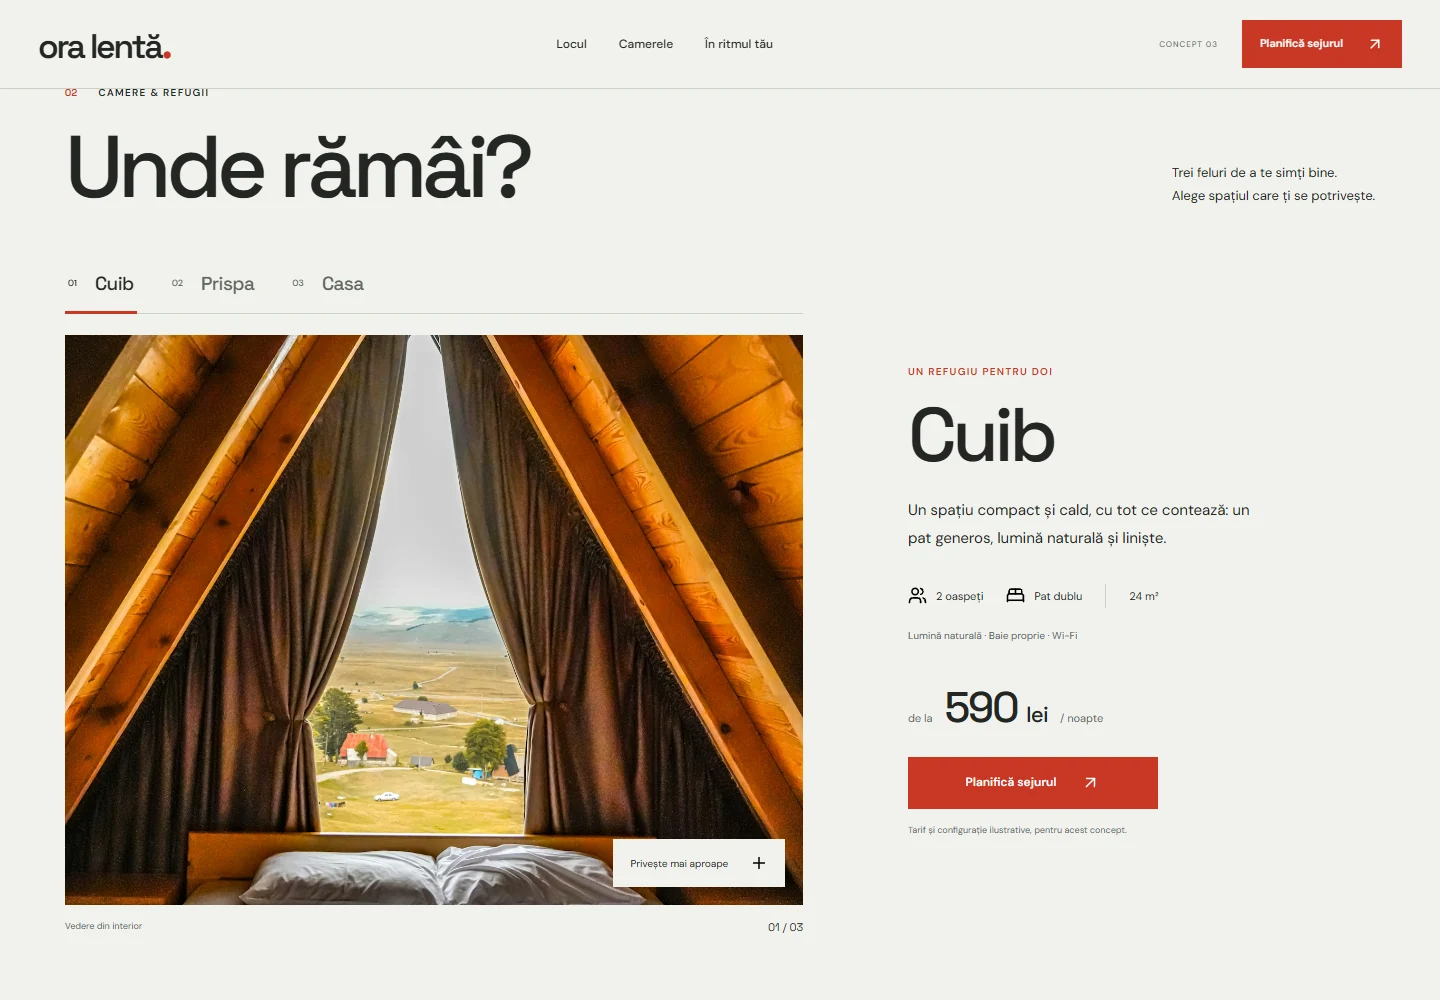 ora lentă.
Locul
Camerele
În ritmul tău
CONCEPT 03
Planifică sejurul
02 CAMERE & REFUGII
Unde rămâi?
Trei feluri de a te simți bine.
Alege spațiul care ți se potrivește.
01 Cuib
02 Prispa
03 Casa
Privește mai aproape
Vedere din interior
01 / 03
UN REFUGIU PENTRU DOI
Cuib
Un spațiu compact și cald, cu tot ce contează: un
pat generos, lumină naturală și liniște.
2 oaspeți
Pat dublu
24 m²
Lumină naturală · Baie proprie · Wi-Fi
de la 590 lei / noapte
Planifică sejurul
Tarif și configurație ilustrative, pentru acest concept.